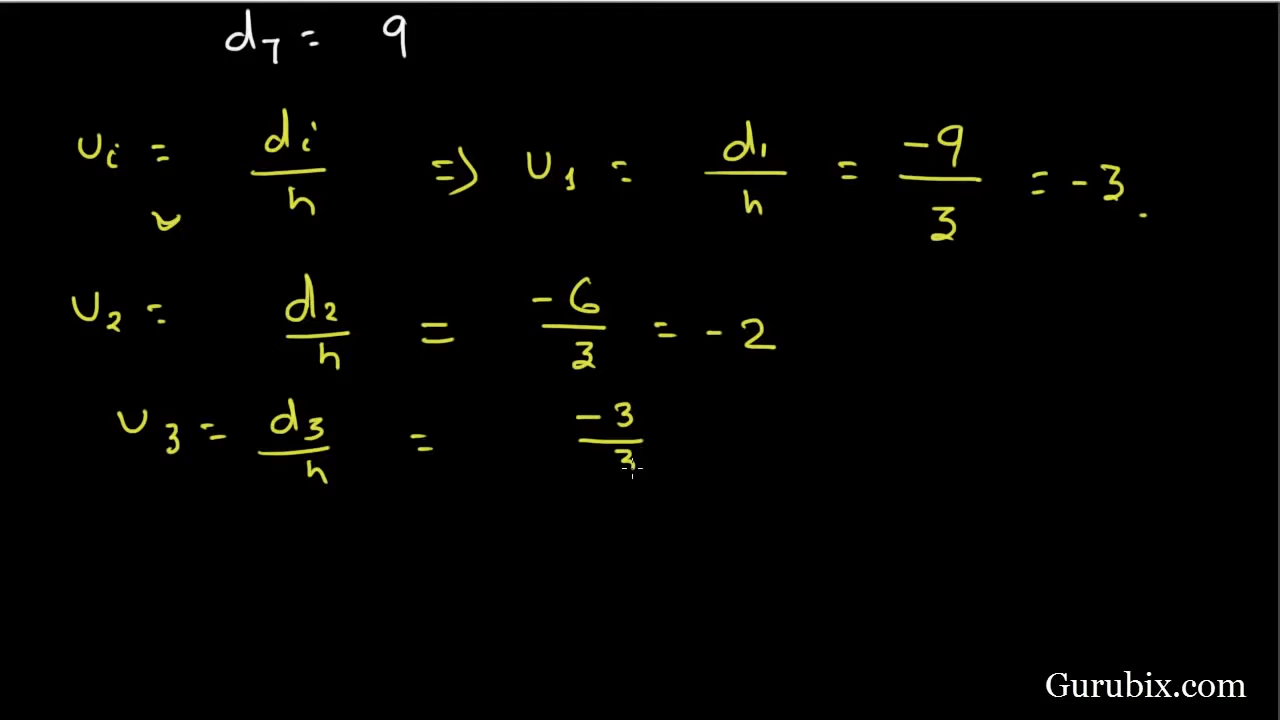 d₇ = 9
uᵢ = dᵢ/h ⇒ u₁ = d₁/h = -9/3 = -3.
u₂ = d₂/h = -6/3 = -2
u₃ = d₃/h = -3/3
Gurubix.com